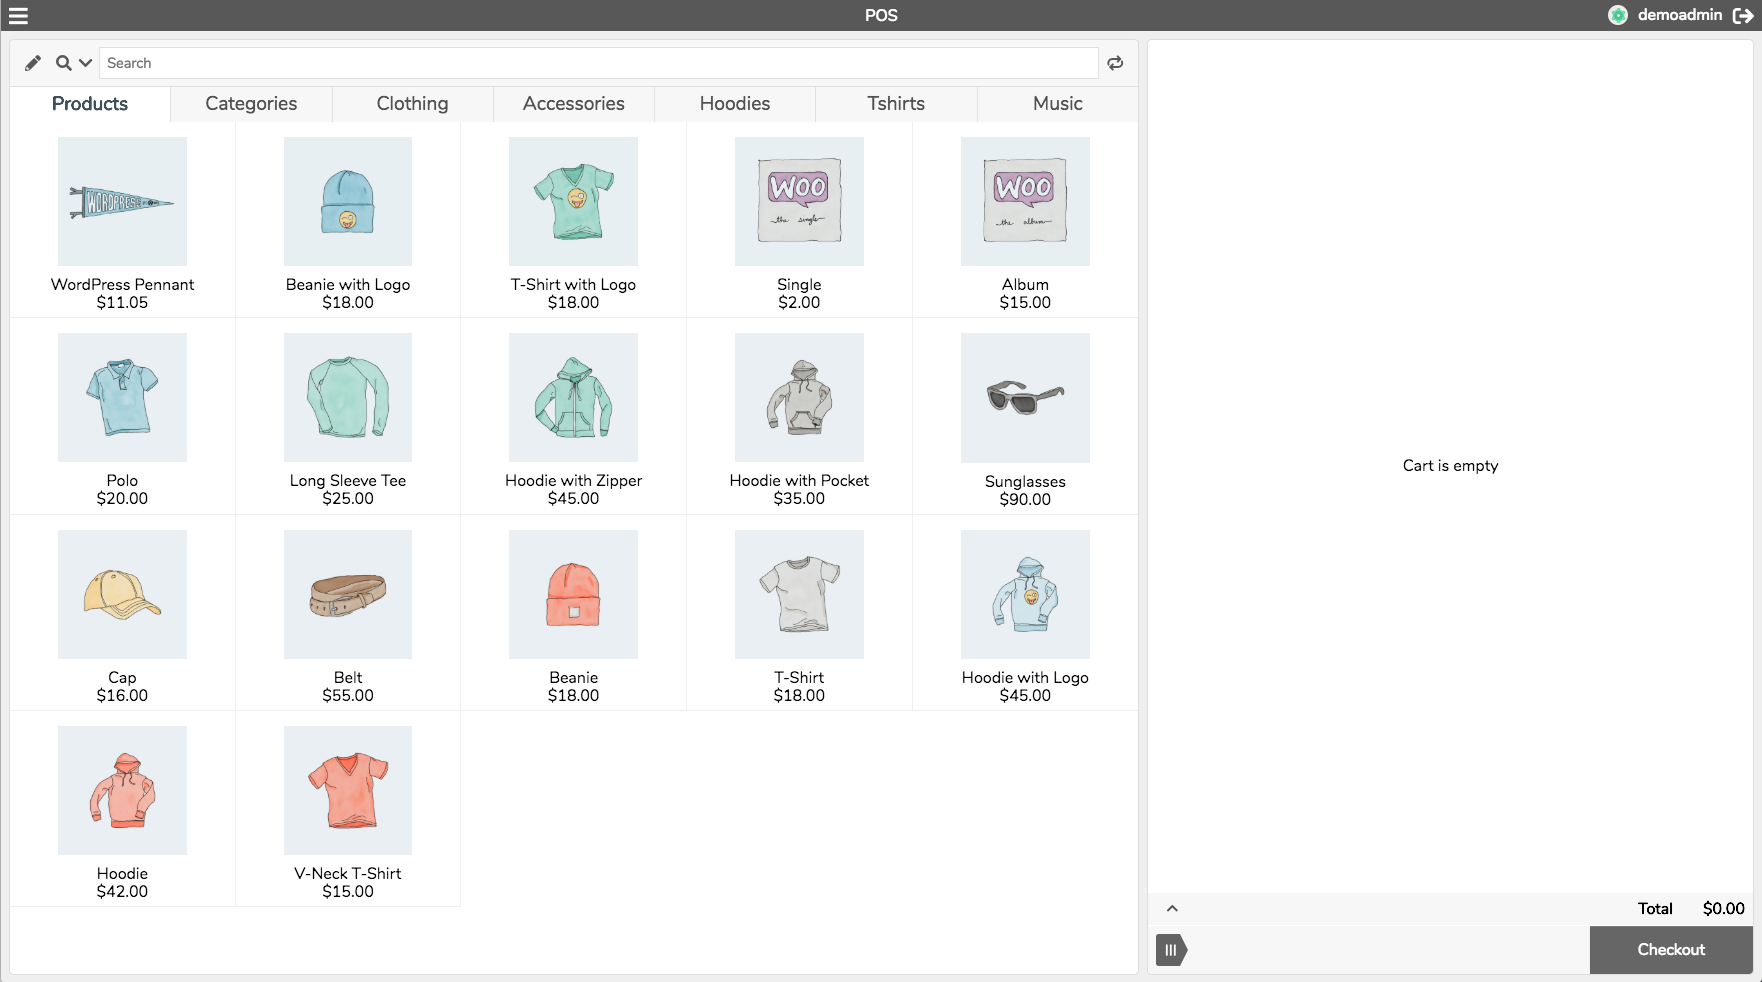 POS
demoadmin
Search
Products
Categories
Clothing
Accessories
Hoodies
Tshirts
Music
WORDPRESS
WordPress Pennant
$11.05
Beanie with Logo
$18.00
T-Shirt with Logo
$18.00
WOO
the single
Single
$2.00
WOO
the album
Album
$15.00
Polo
$20.00
Long Sleeve Tee
$25.00
Hoodie with Zipper
$45.00
Hoodie with Pocket
$35.00
Sunglasses
$90.00
Cap
$16.00
Belt
$55.00
Beanie
$18.00
T-Shirt
$18.00
Hoodie with Logo
$45.00
Hoodie
$42.00
V-Neck T-Shirt
$15.00
Cart is empty
Total $0.00
Checkout